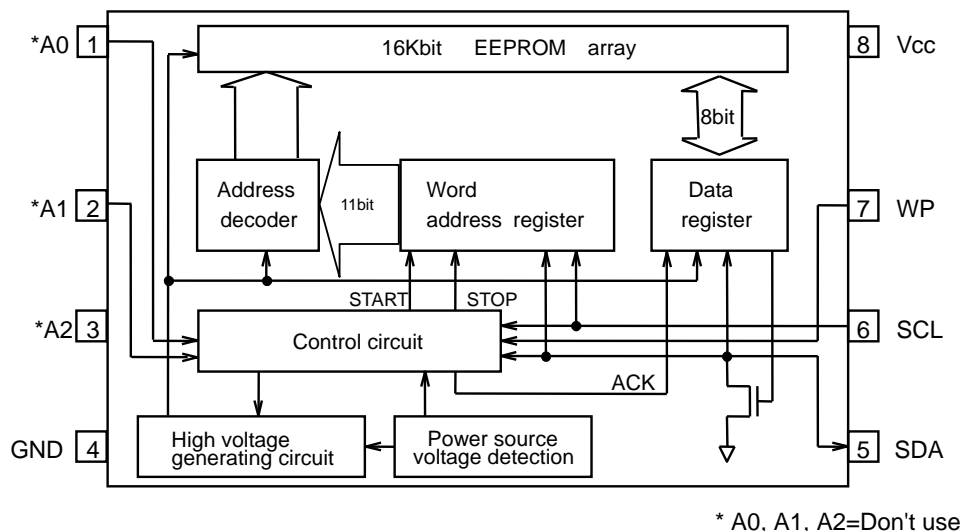 *A0 1
16Kbit EEPROM array
8 Vcc
8bit
*A1 2
Address
decoder
11bit
Word
address register
Data
register
7 WP
START
STOP
*A2 3
Control circuit
6 SCL
ACK
GND 4
High voltage
generating circuit
Power source
voltage detection
5 SDA
* A0, A1, A2=Don't use